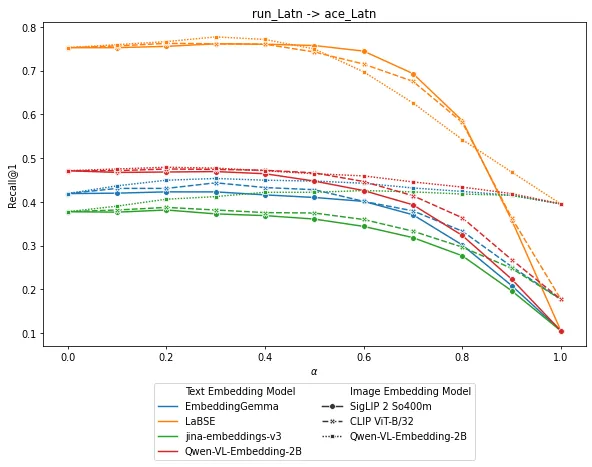 run_Latn -> ace_Latn
Recall@1
0.8
0.7
0.6
0.5
0.4
0.3
0.2
0.1
0.0 0.2 0.4 0.6 0.8 1.0
α
Text Embedding Model Image Embedding Model
EmbeddingGemma SigLIP 2 So400m
LaBSE CLIP ViT-B/32
jina-embeddings-v3 Qwen-VL-Embedding-2B
Qwen-VL-Embedding-2B